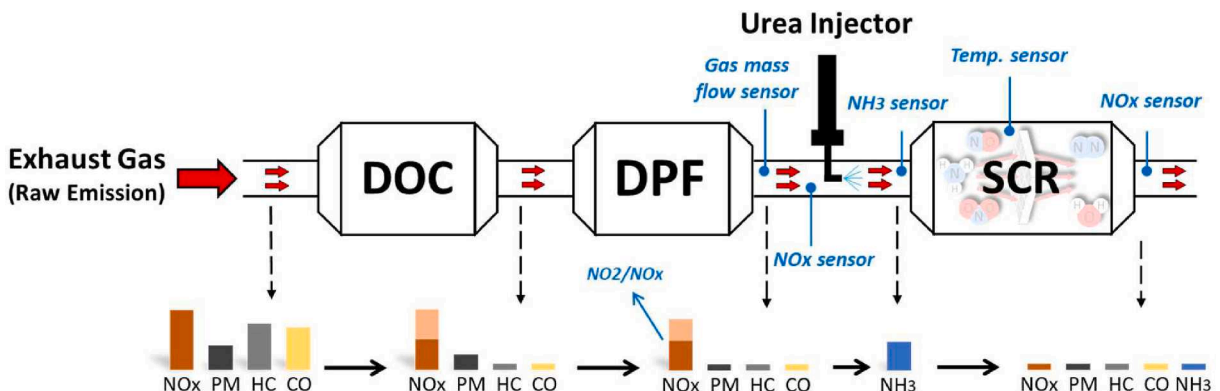 Urea Injector
Gas mass
flow sensor
NH3 sensor
Temp. sensor
NOx sensor
Exhaust Gas
(Raw Emission)
DOC
DPF
SCR
NOx sensor
NO2/NOx
NOx PM HC CO
NOx PM HC CO
NOx PM HC CO
NH3
NOx PM HC CO NH3